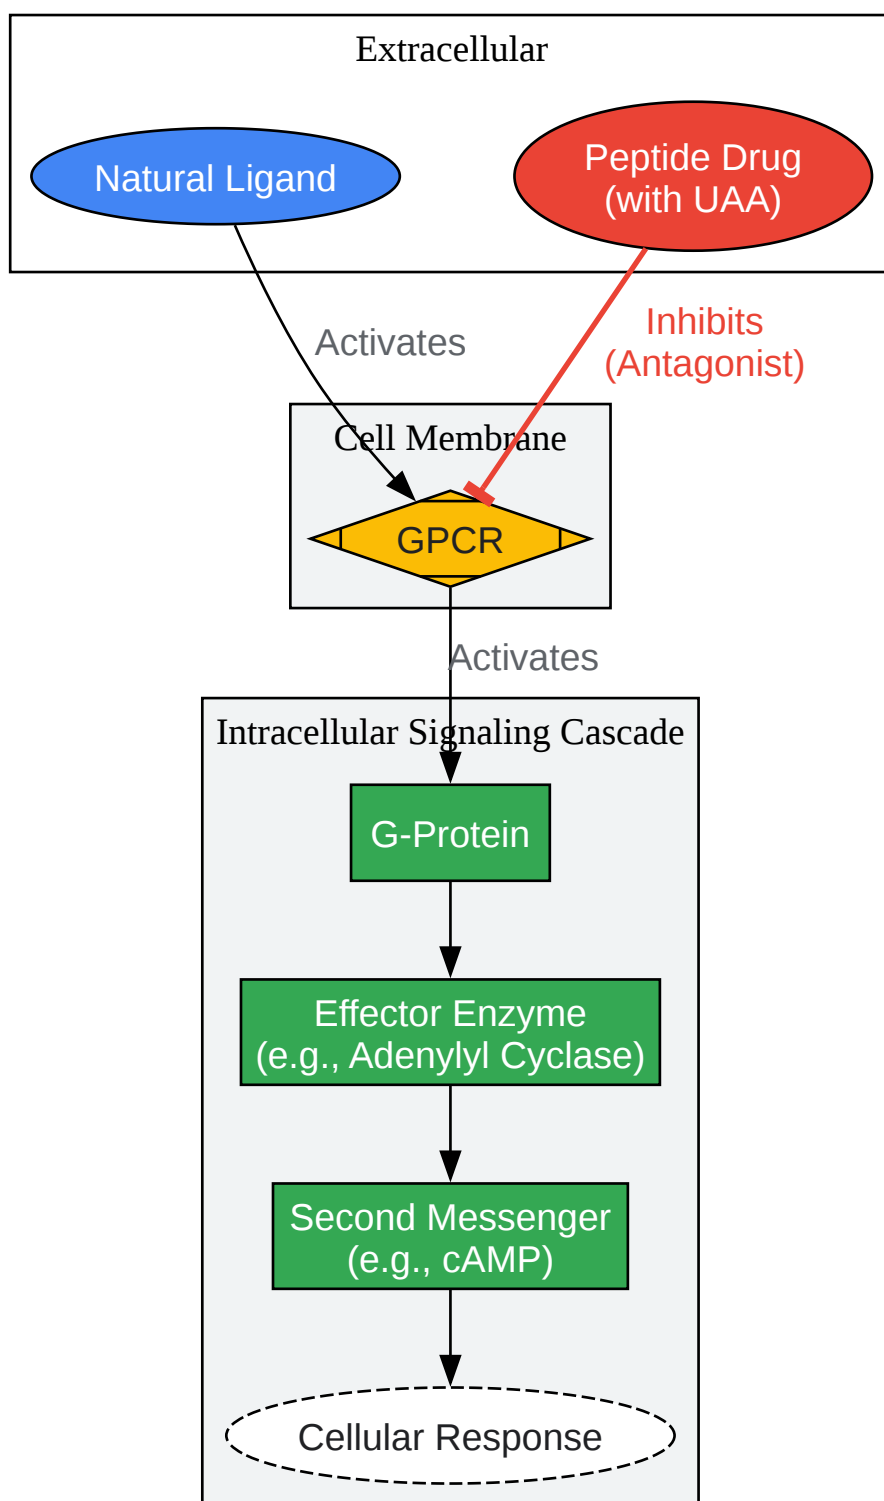 Extracellular
Natural Ligand
Peptide Drug
(with UAA)
Activates
Inhibits
(Antagonist)
Cell Membrane
GPCR
Activates
Intracellular Signaling Cascade
G-Protein
Effector Enzyme
(e.g., Adenylyl Cyclase)
Second Messenger
(e.g., cAMP)
Cellular Response